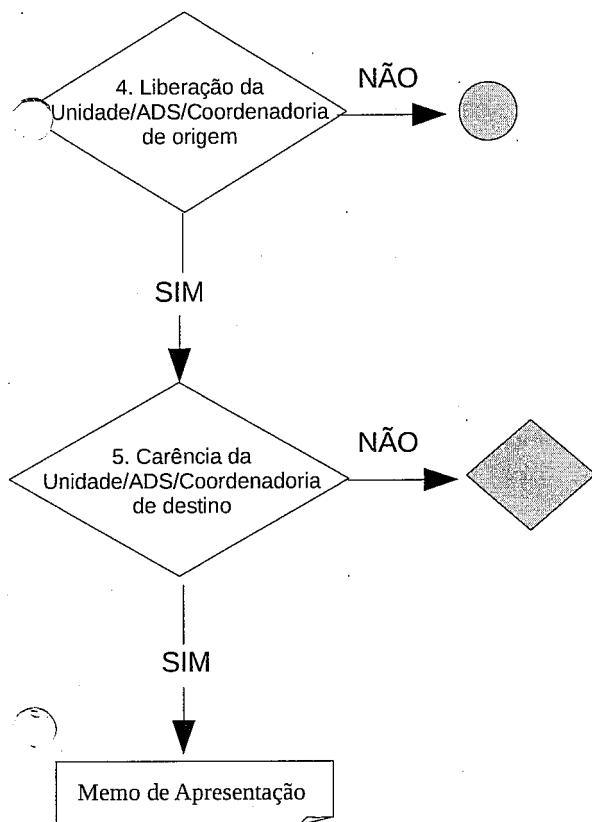 4. Liberação da
Unidade/ADS/Coordenadoria
de origem
NÃO
SIM
5. Carência da
Unidade/ADS/Coordenadoria
de destino
NÃO
SIM
Memo de Apresentação